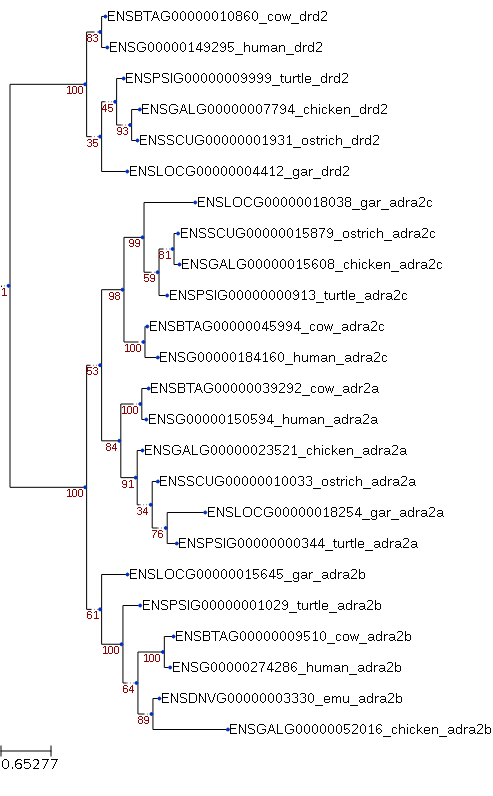 ENSBTAG00000010860_cow_drd2
83
ENSG00000149295_human_drd2
ENSPSIG00000009999_turtle_drd2
100
45
ENSGALG00000007794_chicken_drd2
93
35
ENSSCUG00000001931_ostrich_drd2
ENSLOCG00000004412_gar_drd2
ENSLOCG00000018038_gar_adra2c
ENSSCUG00000015879_ostrich_adra2c
99
61
ENSGALG00000015608_chicken_adra2c
59
1
98
ENSPSIG00000000913_turtle_adra2c
ENSBTAG00000045994_cow_adra2c
100
ENSG00000184160_human_adra2c
53
ENSBTAG00000039292_cow_adr2a
100
ENSG00000150594_human_adra2a
84
ENSGALG00000023521_chicken_adra2a
91
ENSSCUG00000010033_ostrich_adra2a
100
34
ENSLOCG00000018254_gar_adra2a
76
ENSPSIG00000000344_turtle_adra2a
ENSLOCG00000015645_gar_adra2b
61
ENSPSIG00000001029_turtle_adra2b
100
ENSBTAG00000009510_cow_adra2b
100
ENSG00000274286_human_adra2b
64
ENSDNVG00000003330_emu_adra2b
89
ENSGALG00000052016_chicken_adra2b
0.65277